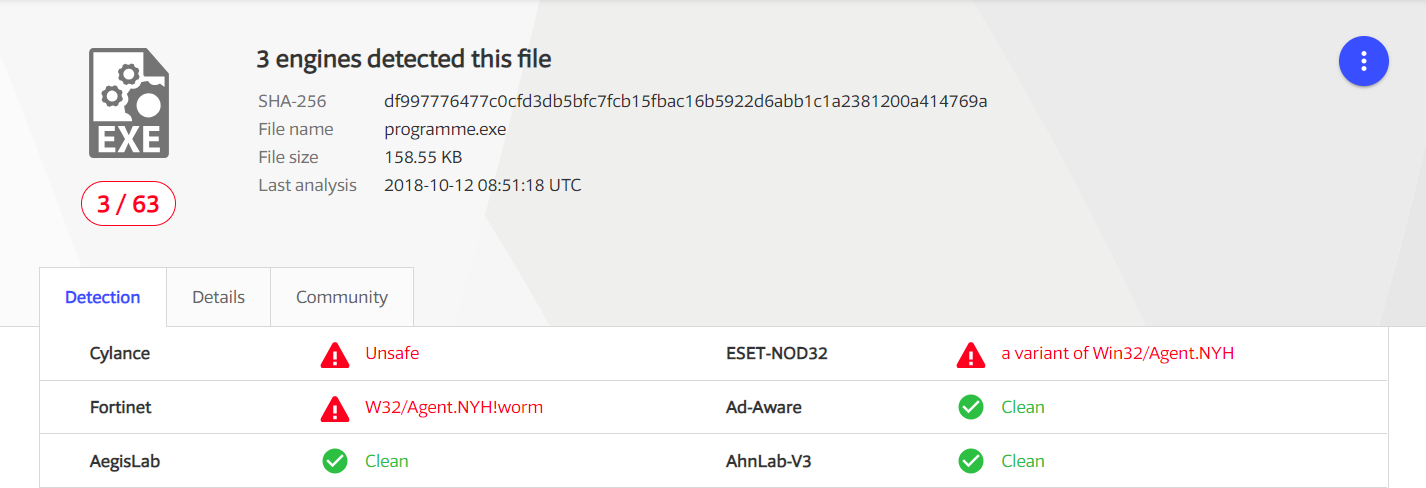 3 engines detected this file
SHA-256 df997776477c0cfd3db5bfc7fcb15fbac16b5922d6abb1c1a2381200a414769a
EXE
File name programme.exe
File size 158.55 KB
Last analysis 2018-10-12 08:51:18 UTC
3 / 63
Detection Details Community
Cylance Unsafe ESET-NOD32 a variant of Win32/Agent.NYH
Fortinet W32/Agent.NYH!worm Ad-Aware Clean
AegisLab Clean AhnLab-V3 Clean